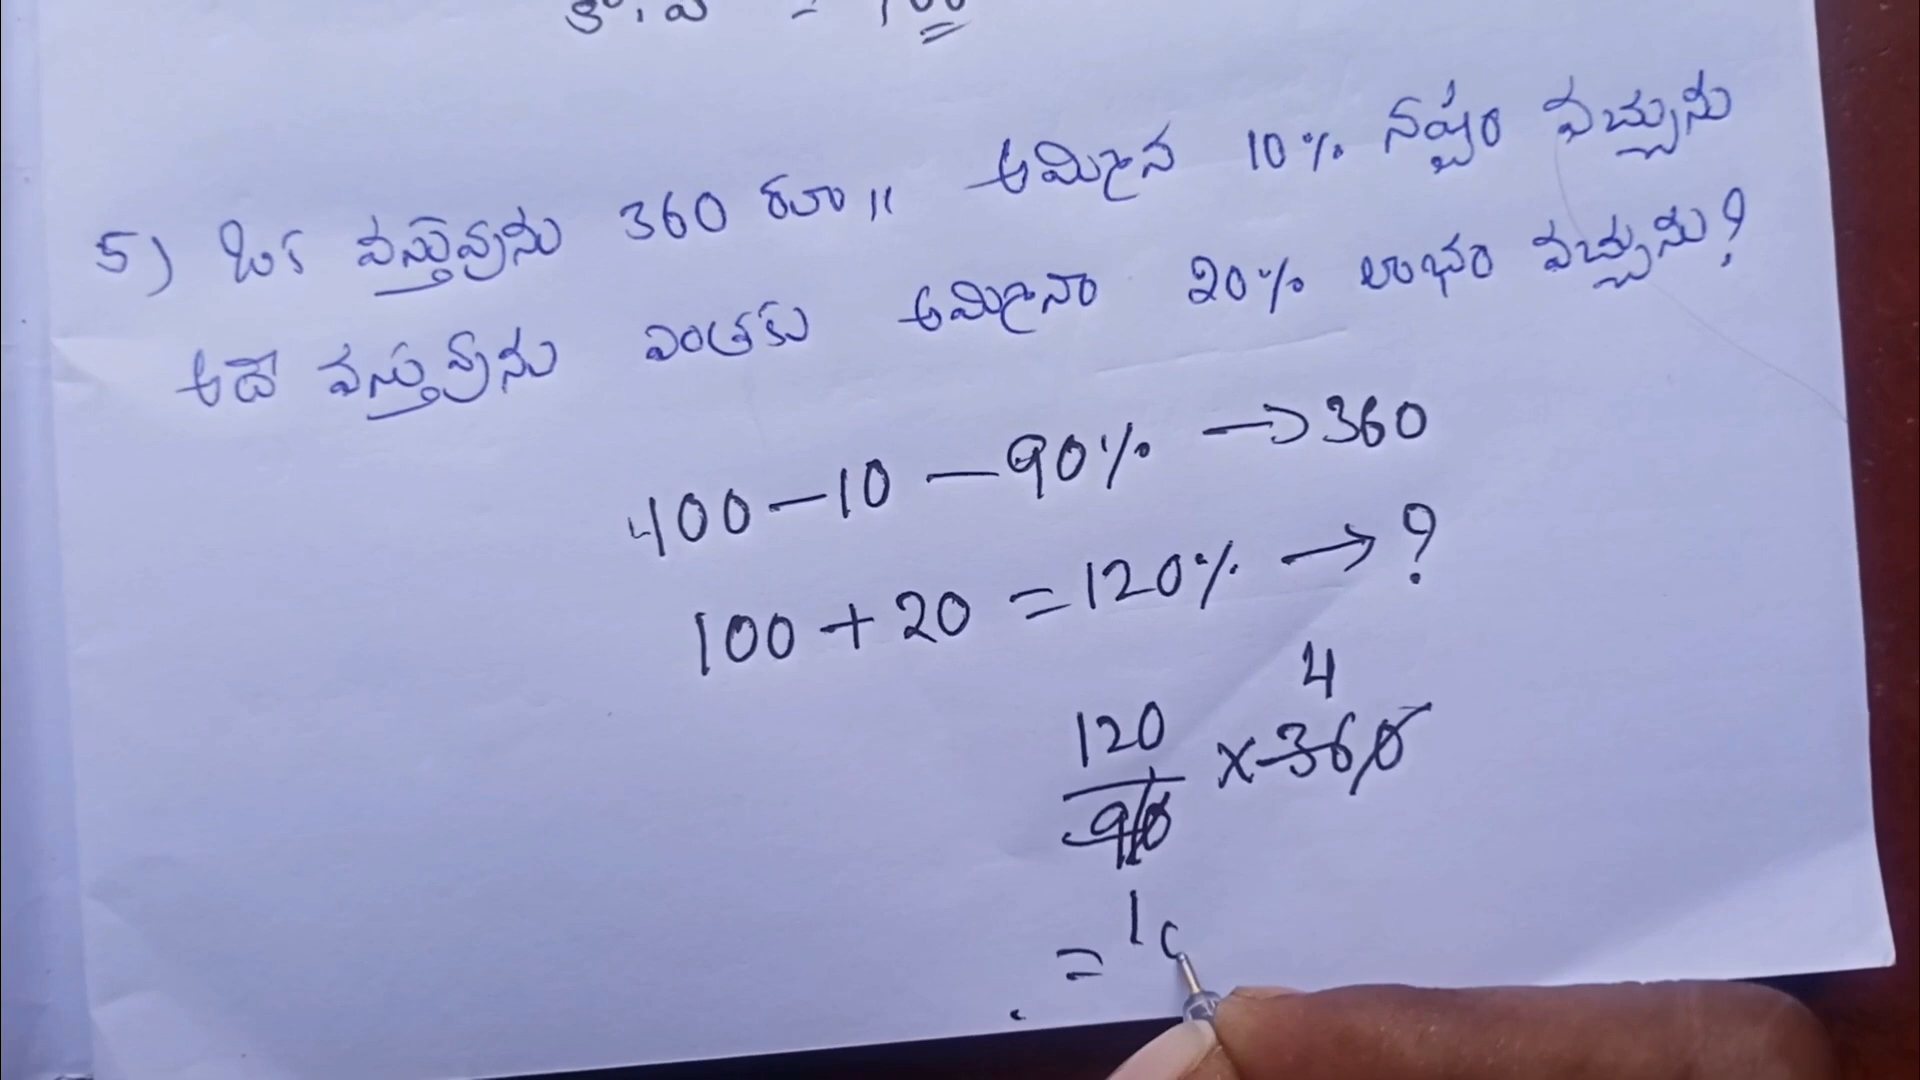 5) ఒక వస్తువును 360 రూ॥ అమ్మిన 10% నష్టం వచ్చును
అదే వస్తువును ఎంతకు అమ్మినా 20% లాభం వచ్చును?
100 - 10 - 90% → 360
100 + 20 = 120% → ?
4
120
× 360
90
= 1